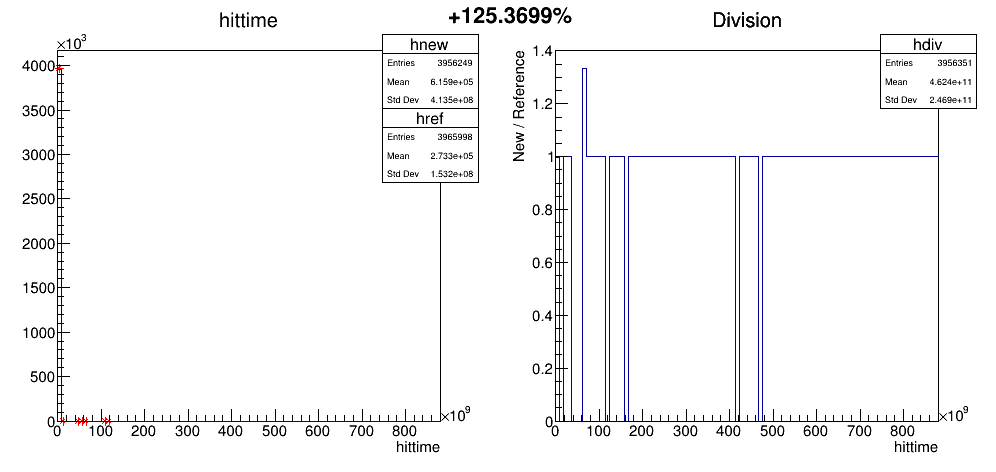 +125.3699%
hittime
×10³
hnew
Entries 3956249
Mean 6.159e+05
Std Dev 4.135e+08
href
Entries 3965998
Mean 2.733e+05
Std Dev 1.532e+08
4000
3500
3000
2500
2000
1500
1000
500
0
0 100 200 300 400 500 600 700 800
×10⁹
hittime
Division
hdiv
Entries 3956351
Mean 4.624e+11
Std Dev 2.469e+11
New / Reference
1.4
1.2
1
0.8
0.6
0.4
0.2
0
0 100 200 300 400 500 600 700 800
×10⁹
hittime